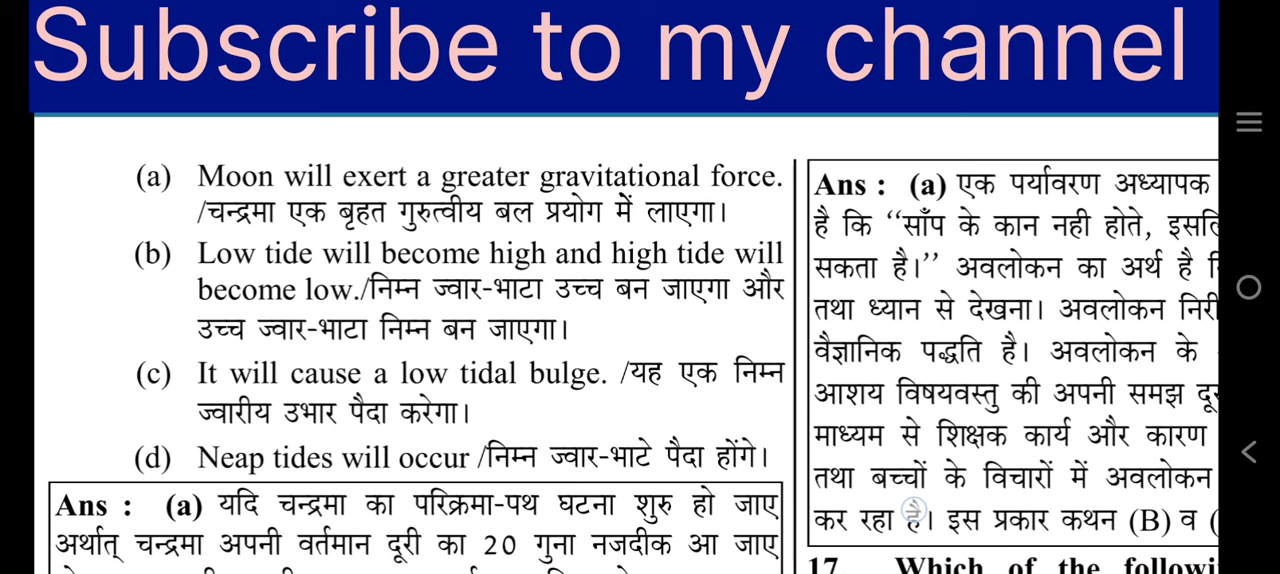 Subscribe to my channel
(a) Moon will exert a greater gravitational force.
/चन्द्रमा एक बृहत गुरुत्वीय बल प्रयोग में लाएगा।
(b) Low tide will become high and high tide will
become low./निम्न ज्वार-भाटा उच्च बन जाएगा और
उच्च ज्वार-भाटा निम्न बन जाएगा।
(c) It will cause a low tidal bulge. /यह एक निम्न
ज्वारीय उभार पैदा करेगा।
(d) Neap tides will occur /निम्न ज्वार-भाटे पैदा होंगे।
Ans : (a) यदि चन्द्रमा का परिक्रमा-पथ घटना शुरु हो जाए
अर्थात् चन्द्रमा अपनी वर्तमान दूरी का 20 गुना नजदीक आ जाए
Ans : (a) एक पर्यावरण अध्यापक
है कि “साँप के कान नही होते,
सकता है।” अवलोकन का अर्थ है
तथा ध्यान से देखना। अवलोकन
वैज्ञानिक पद्धति है। अवलोकन के
आशय विषयवस्तु की अपनी समझ
माध्यम से शिक्षक कार्य और कारण
तथा बच्चों के विचारों में अवलोकन
कर रहा है। इस प्रकार कथन (B) व (
17. Which of the